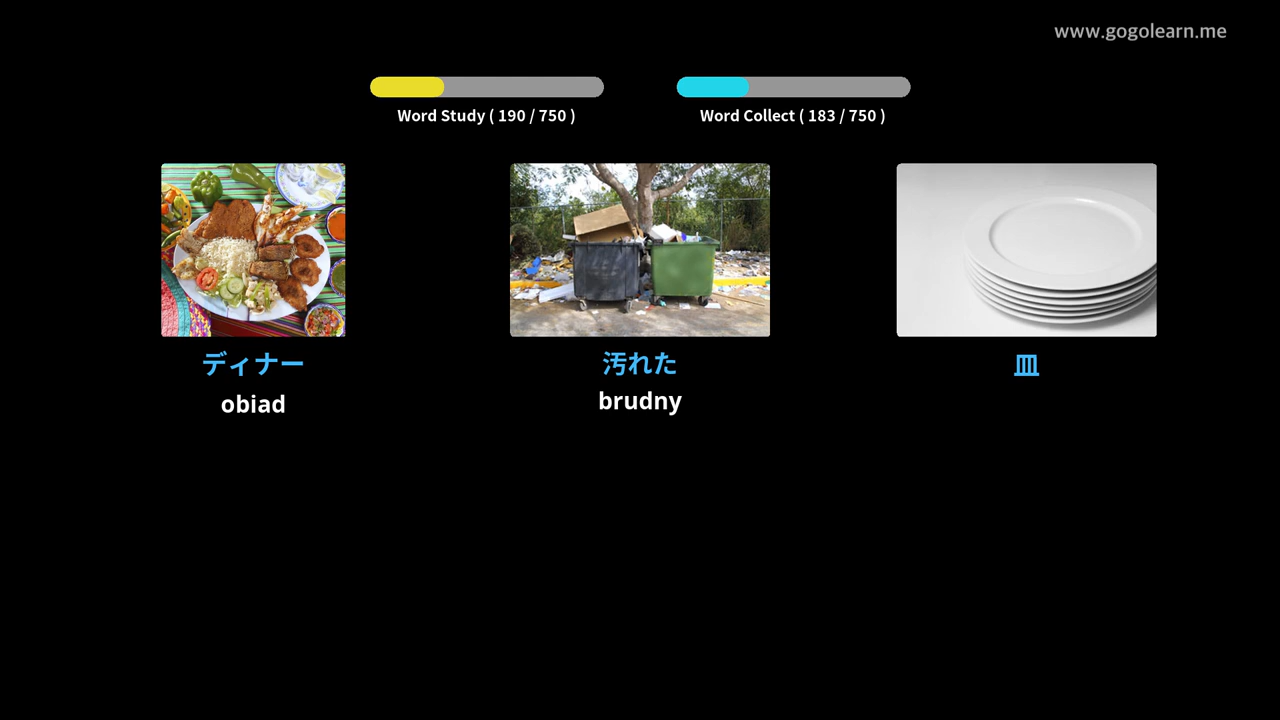 www.gogolearn.me
Word Study ( 190 / 750 )
Word Collect ( 183 / 750 )
ディナー
obiad
汚れた
brudny
皿